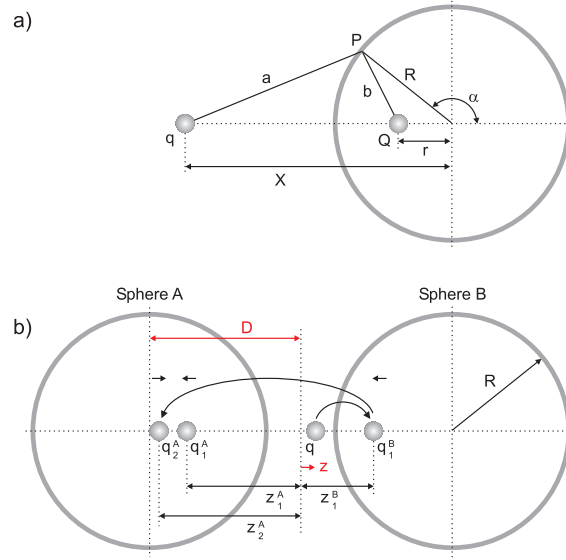 a)
P
a
R
b
α
q
Q
r
X
Sphere A
Sphere B
b)
D
R
q₂ᴬ
q₁ᴬ
q
q₁ᴮ
z
z₁ᴬ
z₁ᴮ
z₂ᴬ